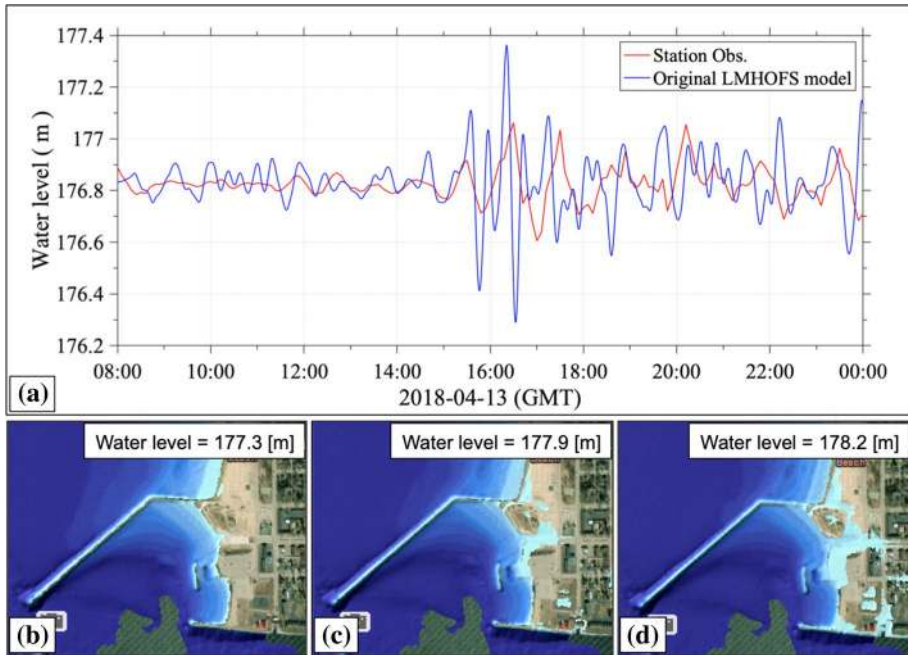 177.4
177.2
177
176.8
176.6
176.4
176.2
Water level ( m )
Station Obs.
Original LMHOFS model
08:00 10:00 12:00 14:00 16:00 18:00 20:00 22:00 00:00
2018-04-13 (GMT)
(a)
Water level = 177.3 [m]
(b)
Water level = 177.9 [m]
(c)
Water level = 178.2 [m]
Beach
(d)